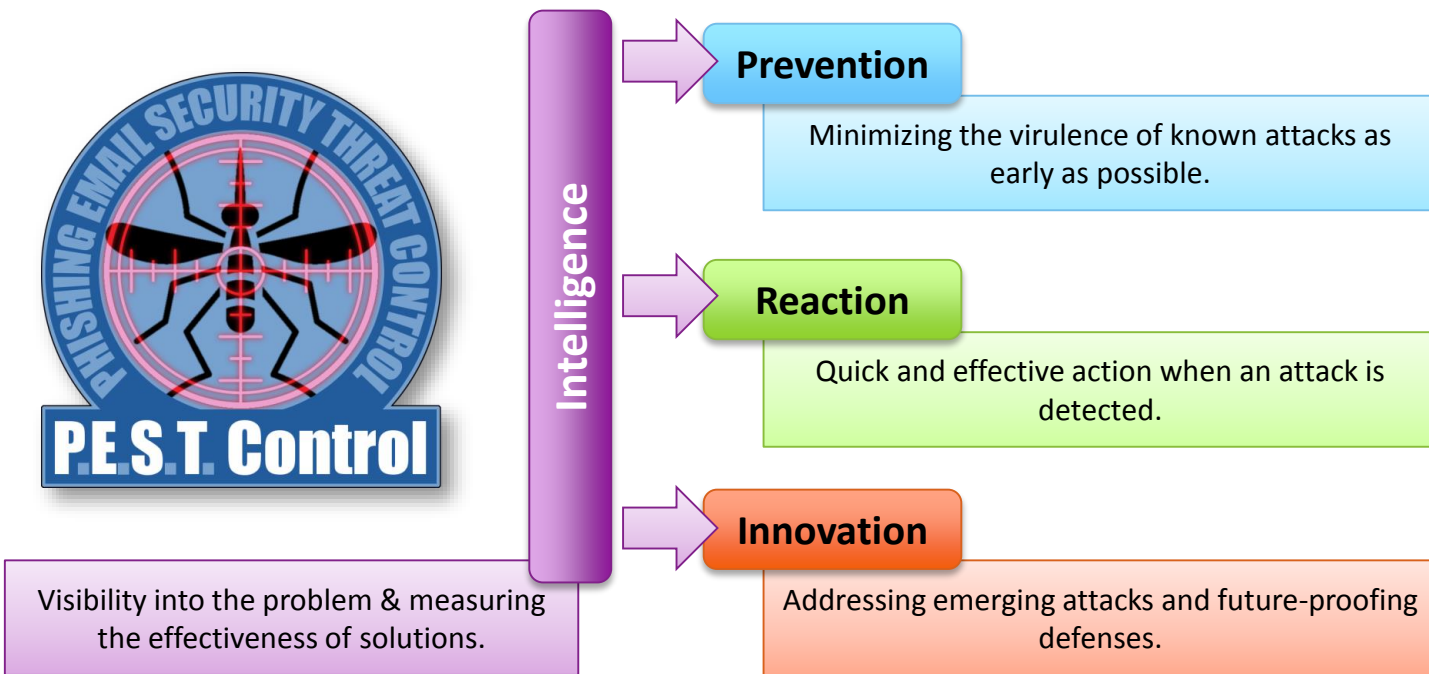 PHISHING EMAIL SECURITY THREAT CONTROL
P.E.S.T. Control
Visibility into the problem & measuring
the effectiveness of solutions.
Intelligence
Prevention
Minimizing the virulence of known attacks as
early as possible.
Reaction
Quick and effective action when an attack is
detected.
Innovation
Addressing emerging attacks and future-proofing
defenses.